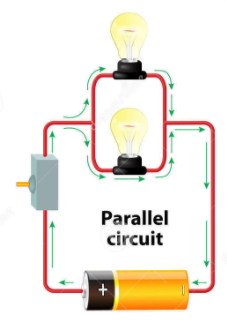 Parallel
circuit
+
-